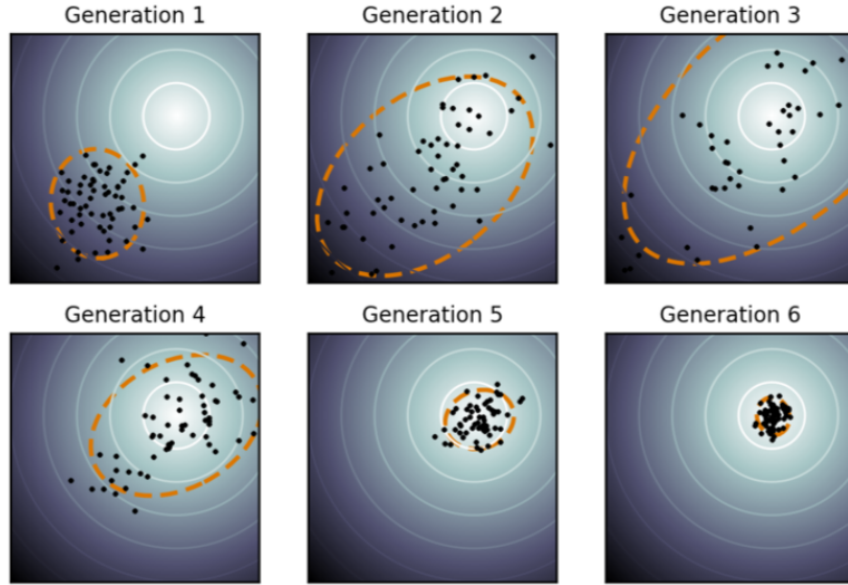 Generation 1
Generation 2
Generation 3
Generation 4
Generation 5
Generation 6